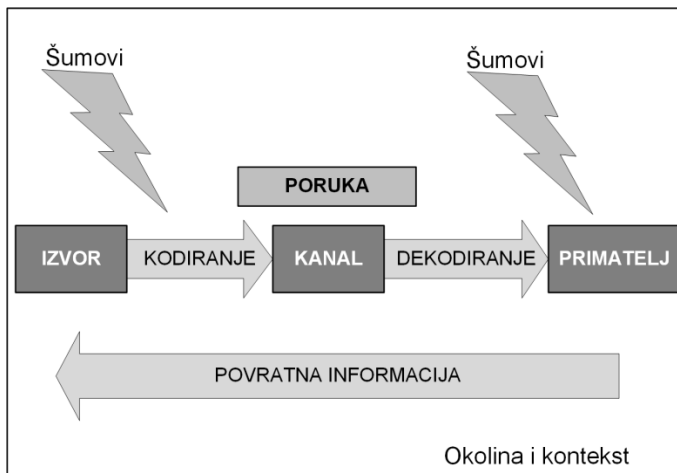 Šumovi
Šumovi
PORUKA
IZVOR KODIRANJE KANAL DEKODIRANJE PRIMATELJ
POVRATNA INFORMACIJA
Okolina i kontekst